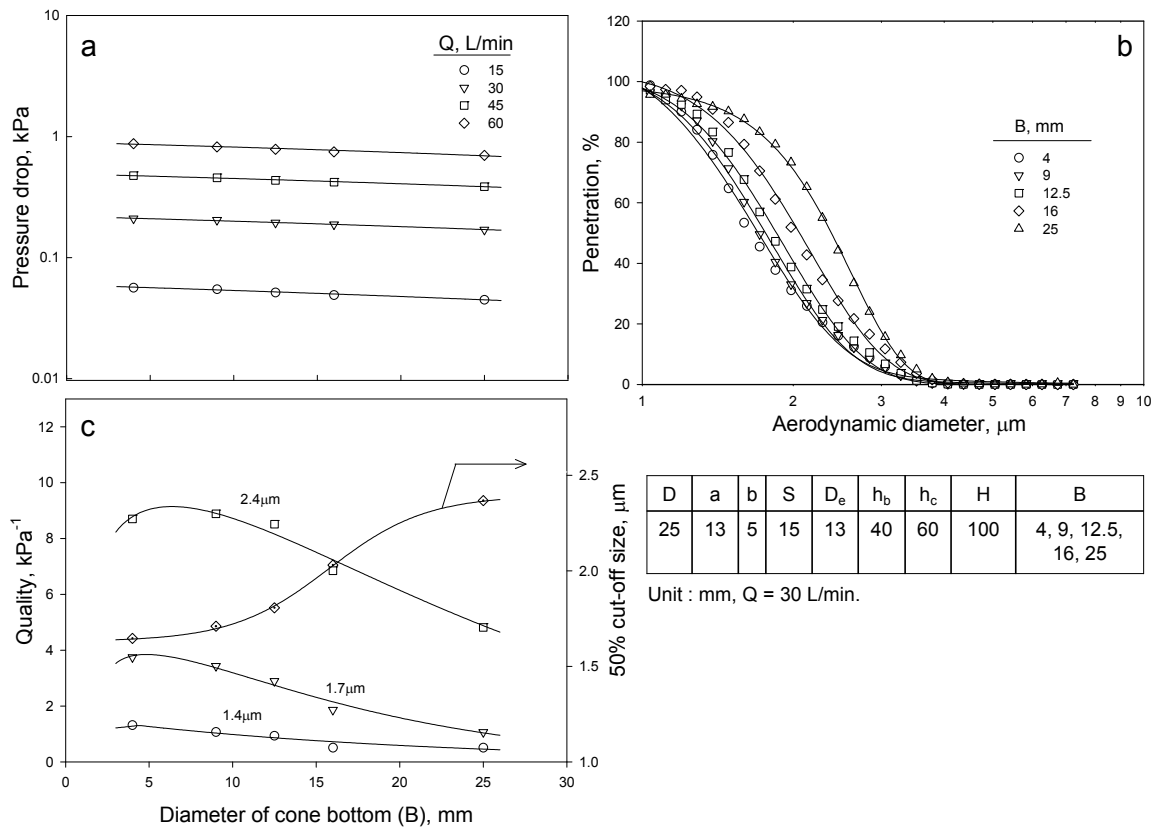 a
Q, L/min
15
30
45
60
10
1
0.1
0.01
Pressure drop, kPa
b
B, mm
4
9
12.5
16
25
120
100
80
60
40
20
0
Penetration, %
1 2 3 4 5 6 7 8 9 10
Aerodynamic diameter, μm
c
12
10
8
6
4
2
0
Quality, kPa-1
2.4μm
1.7μm
1.4μm
2.5
2.0
1.5
1.0
50% cut-off size, μm
0 5 10 15 20 25 30
Diameter of cone bottom (B), mm
D a b S De hb hc H B
25 13 5 15 13 40 60 100 4, 9, 12.5,
16, 25
Unit : mm, Q = 30 L/min.